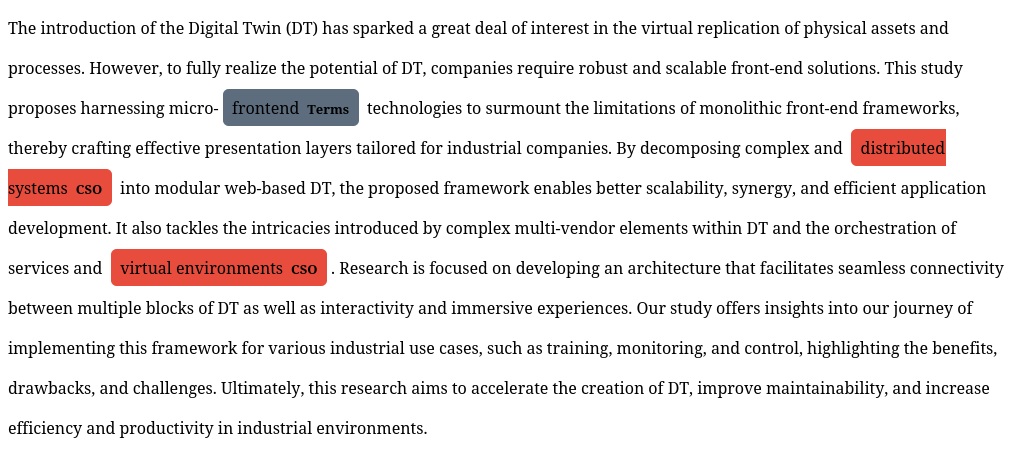 The introduction of the Digital Twin (DT) has sparked a great deal of interest in the virtual replication of physical assets and
processes. However, to fully realize the potential of DT, companies require robust and scalable front-end solutions. This study
proposes harnessing micro- frontend Terms technologies to surmount the limitations of monolithic front-end frameworks,
thereby crafting effective presentation layers tailored for industrial companies. By decomposing complex and distributed
systems CSO into modular web-based DT, the proposed framework enables better scalability, synergy, and efficient application
development. It also tackles the intricacies introduced by complex multi-vendor elements within DT and the orchestration of
services and virtual environments CSO . Research is focused on developing an architecture that facilitates seamless connectivity
between multiple blocks of DT as well as interactivity and immersive experiences. Our study offers insights into our journey of
implementing this framework for various industrial use cases, such as training, monitoring, and control, highlighting the benefits,
drawbacks, and challenges. Ultimately, this research aims to accelerate the creation of DT, improve maintainability, and increase
efficiency and productivity in industrial environments.